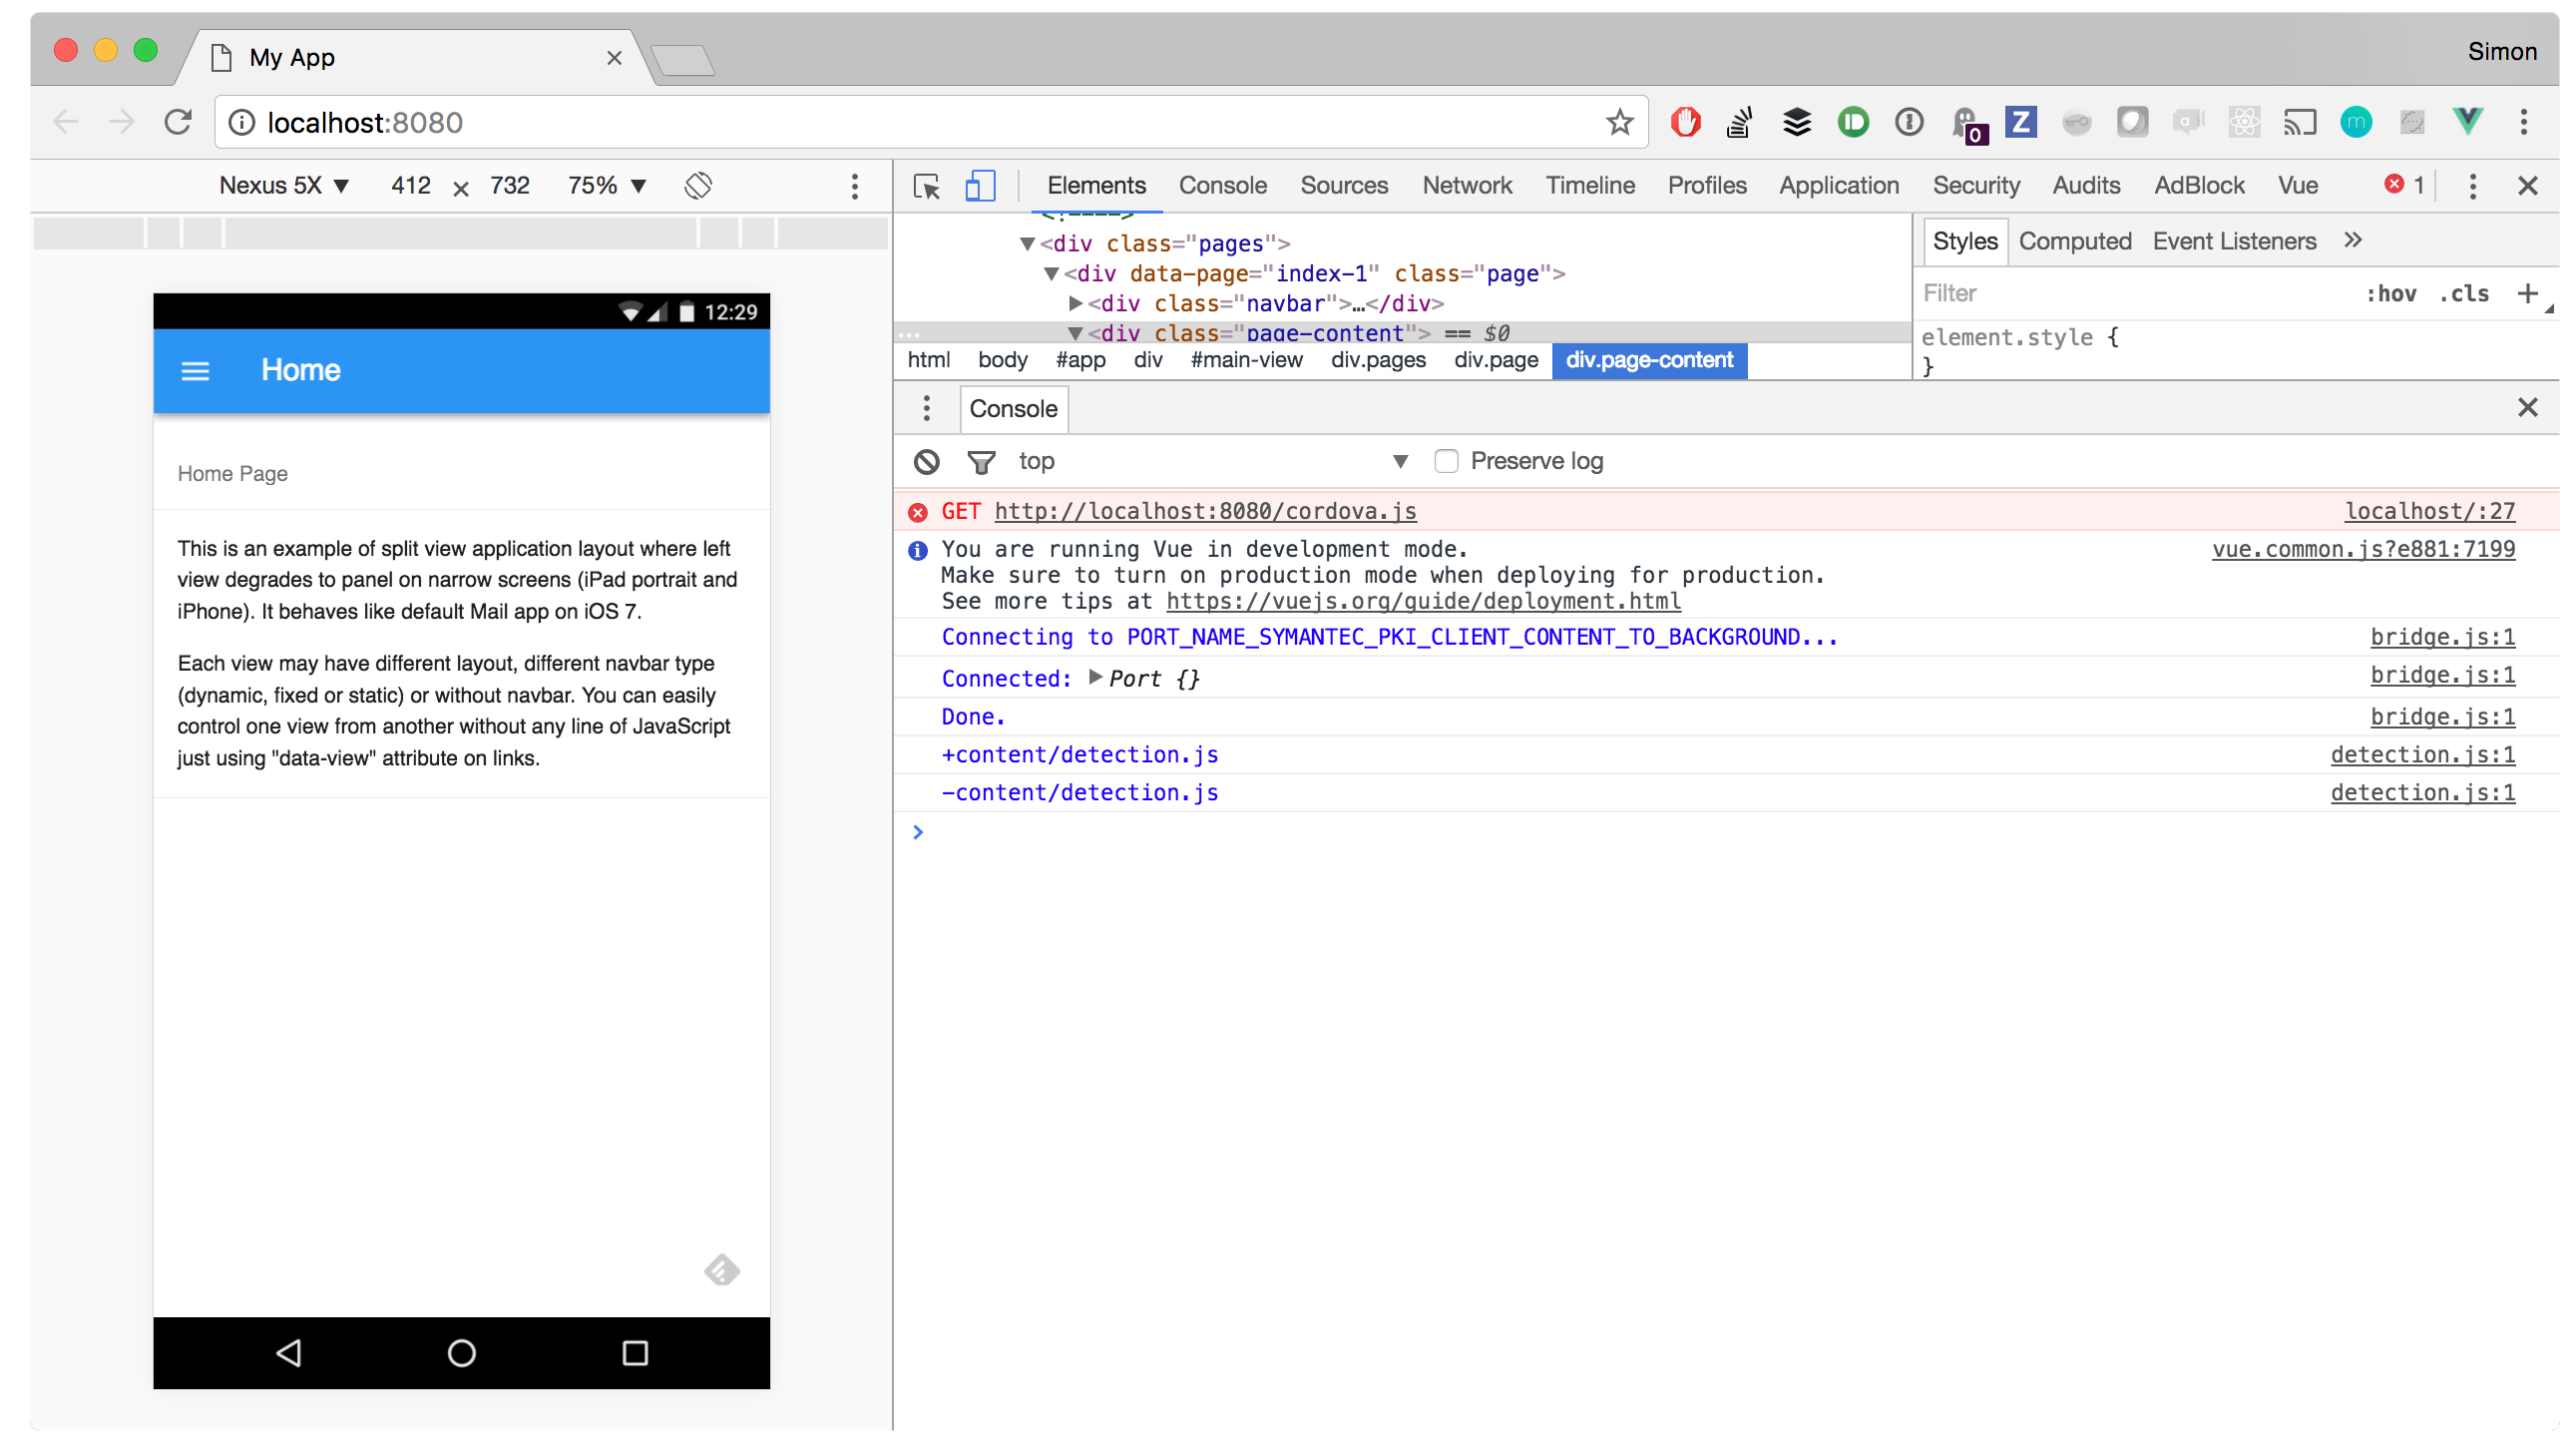 My App
Simon
localhost:8080
0
Z
a
m
Nexus 5X ▼ 412 × 732 75% ▼
Elements Console Sources Network Timeline Profiles Application Security Audits AdBlock Vue 1
12:29
Home
Home Page
This is an example of split view application layout where left
view degrades to panel on narrow screens (iPad portrait and
iPhone). It behaves like default Mail app on iOS 7.
Each view may have different layout, different navbar type
(dynamic, fixed or static) or without navbar. You can easily
control one view from another without any line of JavaScript
just using "data-view" attribute on links.
<!---->
▼<div class="pages">
▼<div data-page="index-1" class="page">
▶<div class="navbar">…</div>
▼<div class="page-content"> == $0
html body #app div #main-view div.pages div.page div.page-content
Styles Computed Event Listeners »
Filter :hov .cls +
element.style {
}
Console
top ▼ Preserve log
GET http://localhost:8080/cordova.js localhost/:27
You are running Vue in development mode. vue.common.js?e881:7199
Make sure to turn on production mode when deploying for production.
See more tips at https://vuejs.org/guide/deployment.html
Connecting to PORT_NAME_SYMANTEC_PKI_CLIENT_CONTENT_TO_BACKGROUND... bridge.js:1
Connected: ▶Port {} bridge.js:1
Done. bridge.js:1
+content/detection.js detection.js:1
-content/detection.js detection.js:1
>